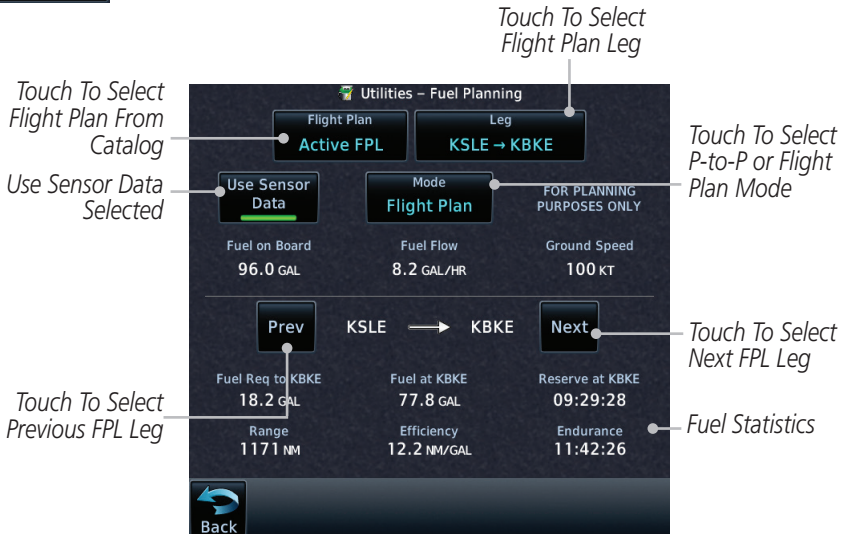 Touch To Select
Flight Plan Leg
Touch To Select
Flight Plan From
Catalog
Use Sensor Data
Selected
Utilities – Fuel Planning
Flight Plan
Active FPL
Leg
KSLE → KBKE
Touch To Select
P-to-P or Flight
Plan Mode
Use Sensor
Data
Mode
Flight Plan
FOR PLANNING
PURPOSES ONLY
Fuel on Board
96.0 GAL
Fuel Flow
8.2 GAL/HR
Ground Speed
100 KT
Prev
KSLE → KBKE
Next
Touch To Select
Next FPL Leg
Touch To Select
Previous FPL Leg
Fuel Req to KBKE
18.2 GAL
Fuel at KBKE
77.8 GAL
Reserve at KBKE
09:29:28
Range
1171 NM
Efficiency
12.2 NM/GAL
Endurance
11:42:26
Fuel Statistics
Back